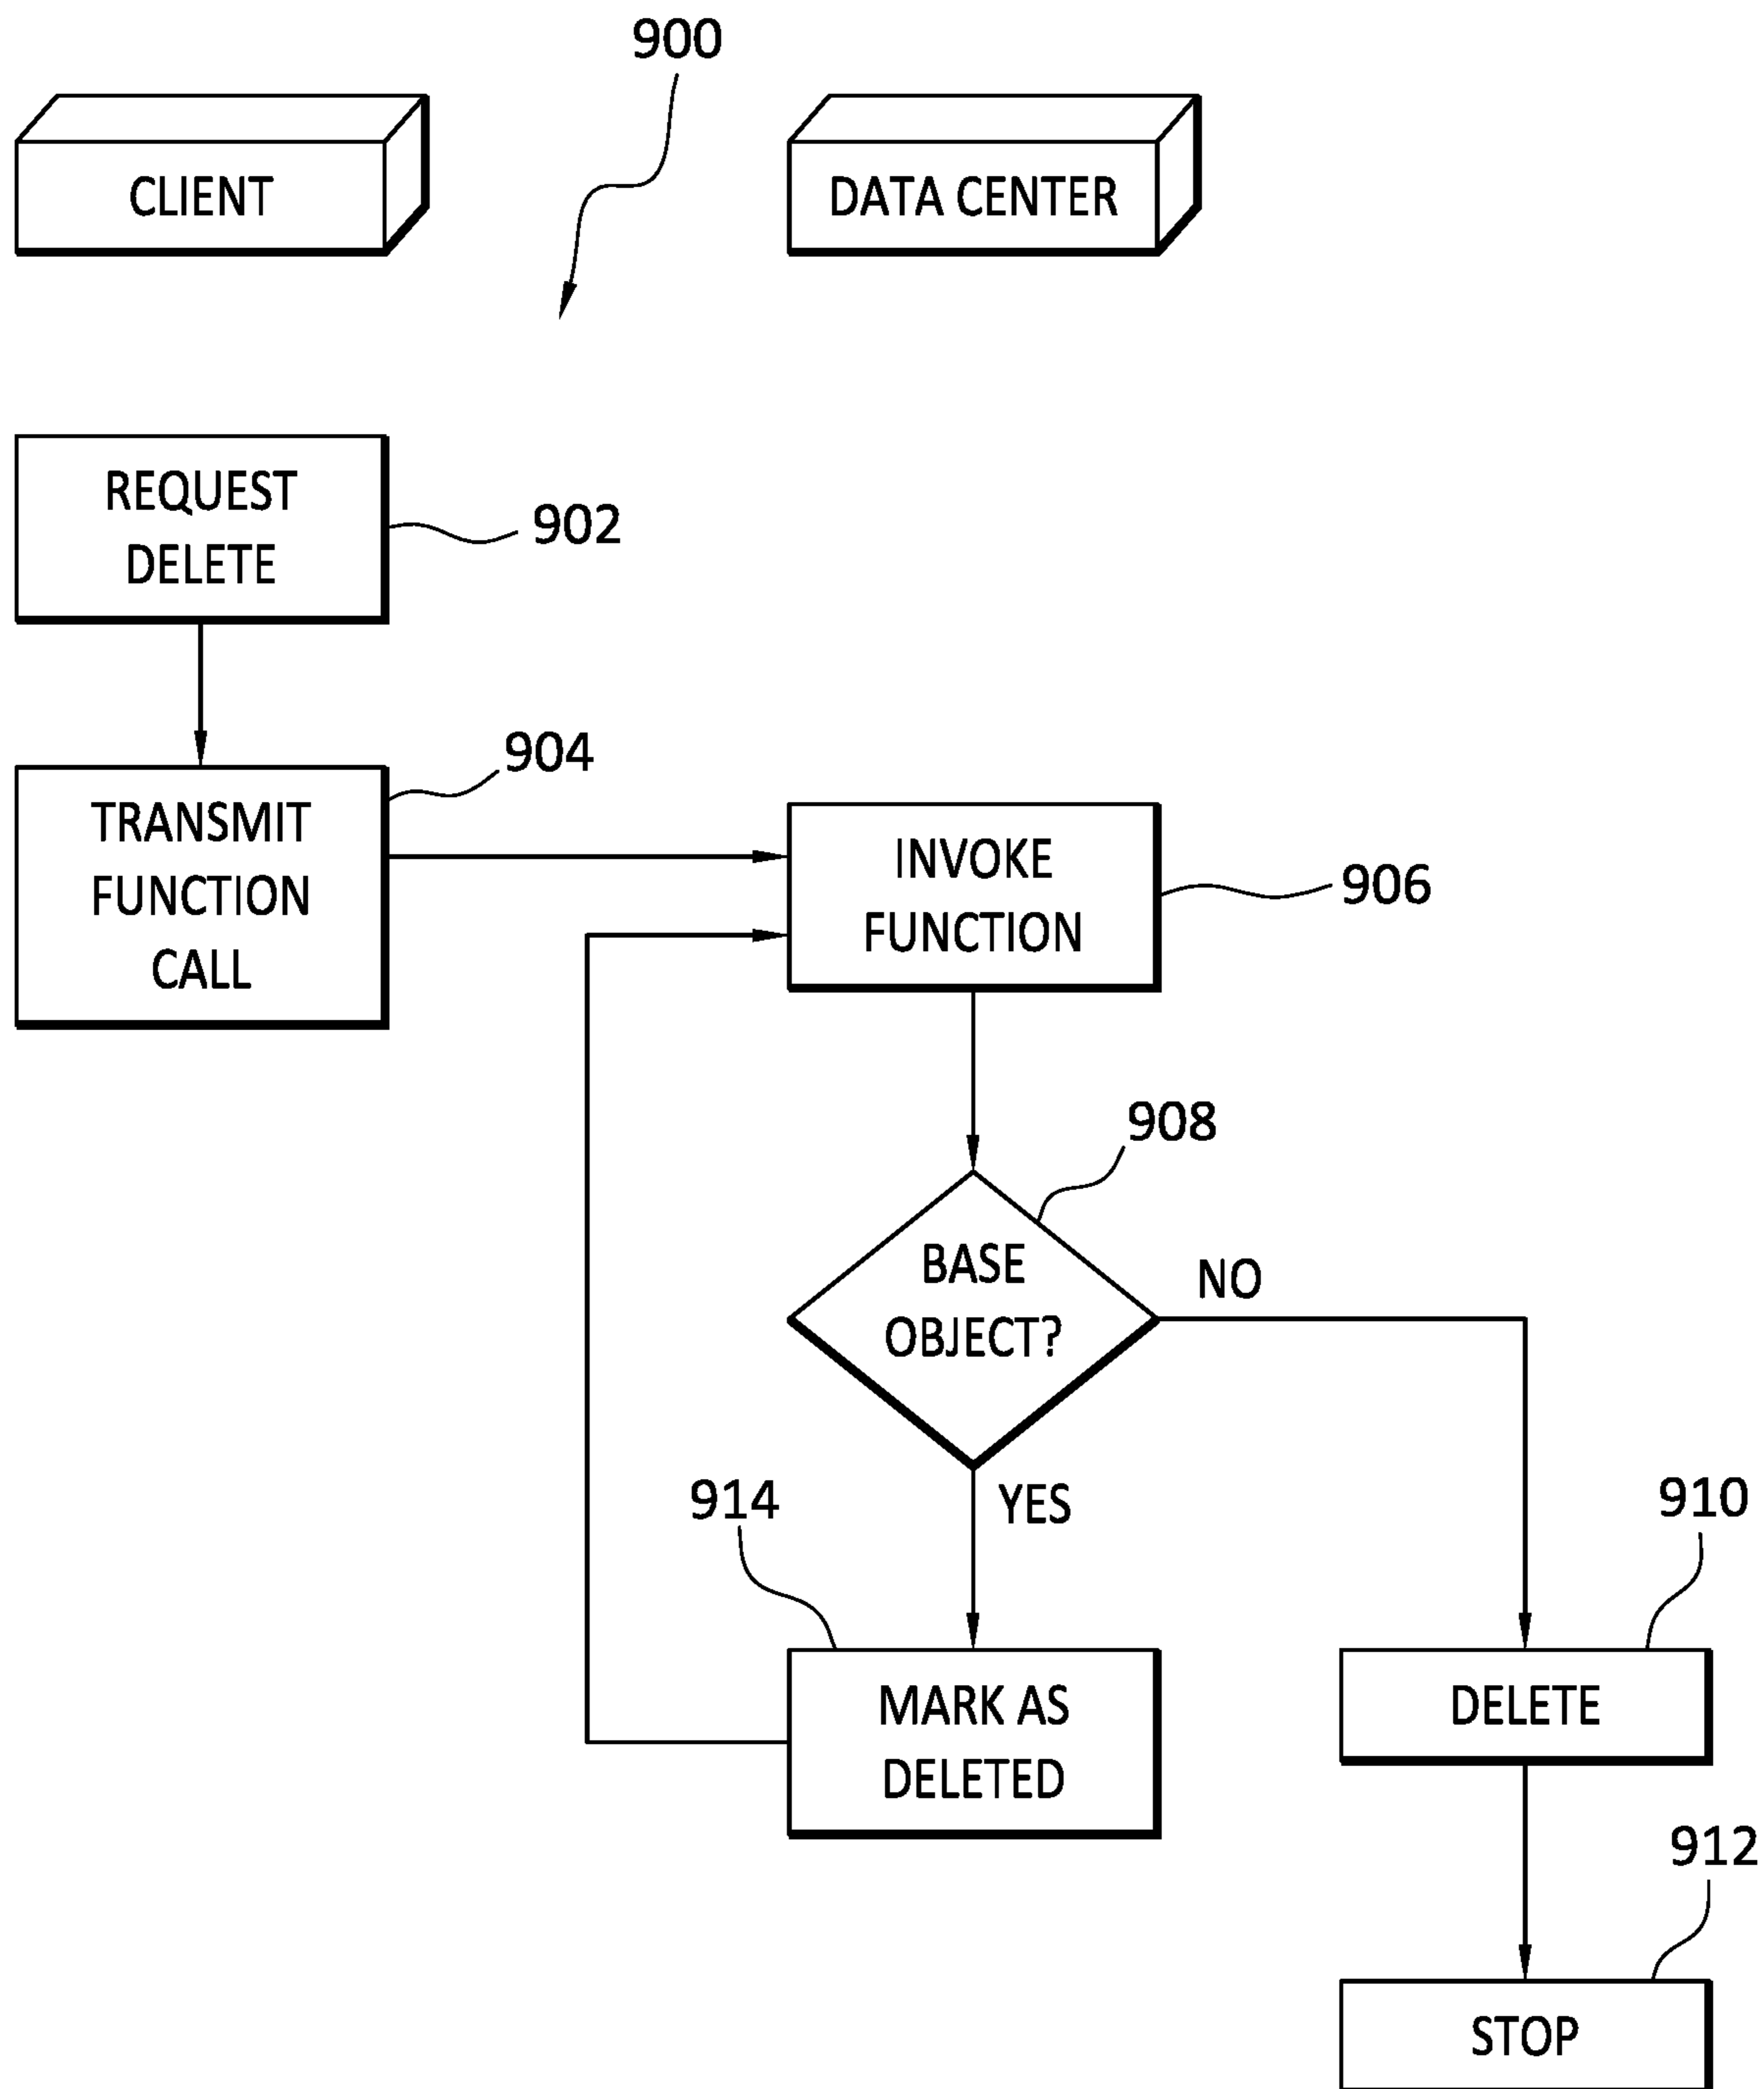 900
CLIENT
DATA CENTER
REQUEST
DELETE
902
904
TRANSMIT
FUNCTION
CALL
INVOKE
FUNCTION
906
908
BASE
OBJECT?
NO
YES
914
910
MARK AS
DELETED
DELETE
912
STOP